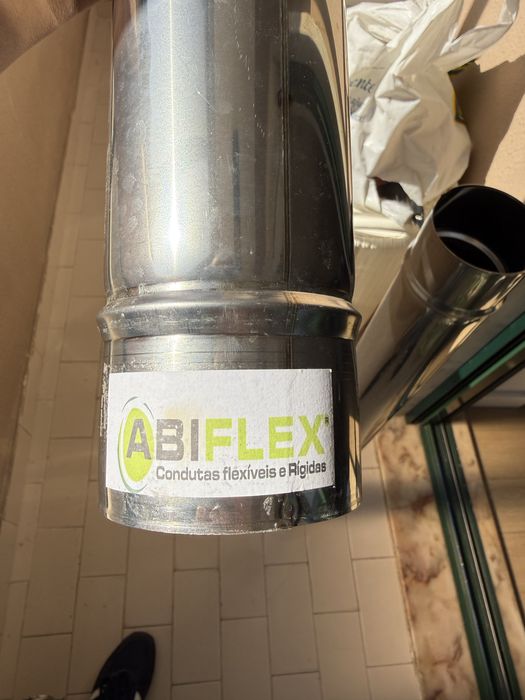 ABIFLEX®
Condutas flexíveis e Rígidas